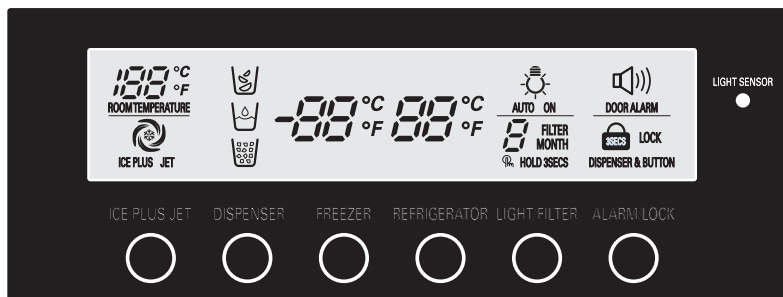 188 °C °F
ROOM TEMPERATURE
ICE PLUS JET
-88 °C °F
88 °C °F
AUTO ON
8 FILTER MONTH
HOLD 3SECS
DOOR ALARM
3SECS LOCK
DISPENSER & BUTTON
LIGHT SENSOR
ICE PLUS JET DISPENSER FREEZER REFRIGERATOR LIGHT/FILTER ALARM/LOCK